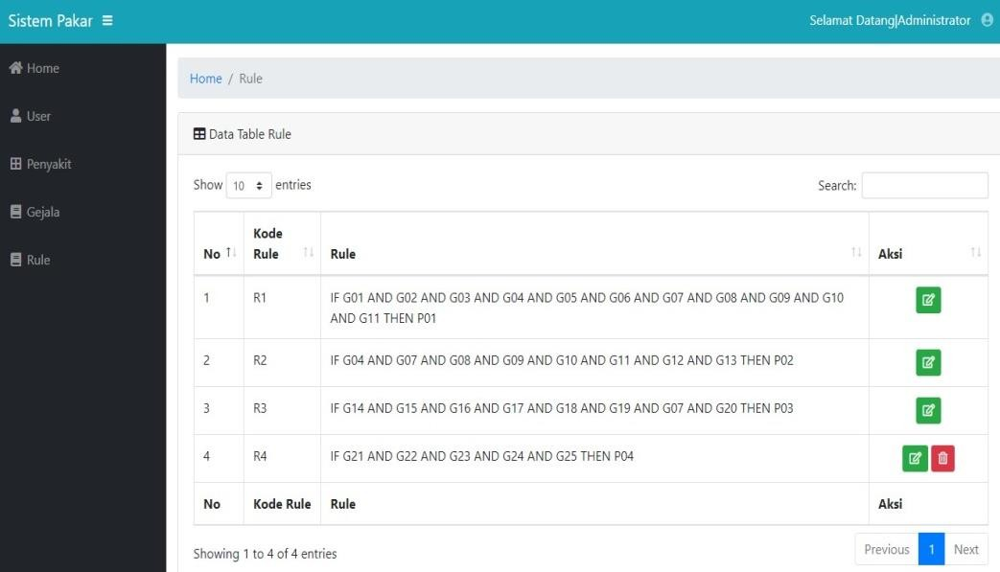 Sistem Pakar
Selamat Datang|Administrator
Home
User
Penyakit
Gejala
Rule
Home / Rule
Data Table Rule
Show 10 entries
Search:
No Kode Rule Rule Aksi
1 R1 IF G01 AND G02 AND G03 AND G04 AND G05 AND G06 AND G07 AND G08 AND G09 AND G10
AND G11 THEN P01
2 R2 IF G04 AND G07 AND G08 AND G09 AND G10 AND G11 AND G12 AND G13 THEN P02
3 R3 IF G14 AND G15 AND G16 AND G17 AND G18 AND G19 AND G07 AND G20 THEN P03
4 R4 IF G21 AND G22 AND G23 AND G24 AND G25 THEN P04
No Kode Rule Rule Aksi
Showing 1 to 4 of 4 entries
Previous 1 Next